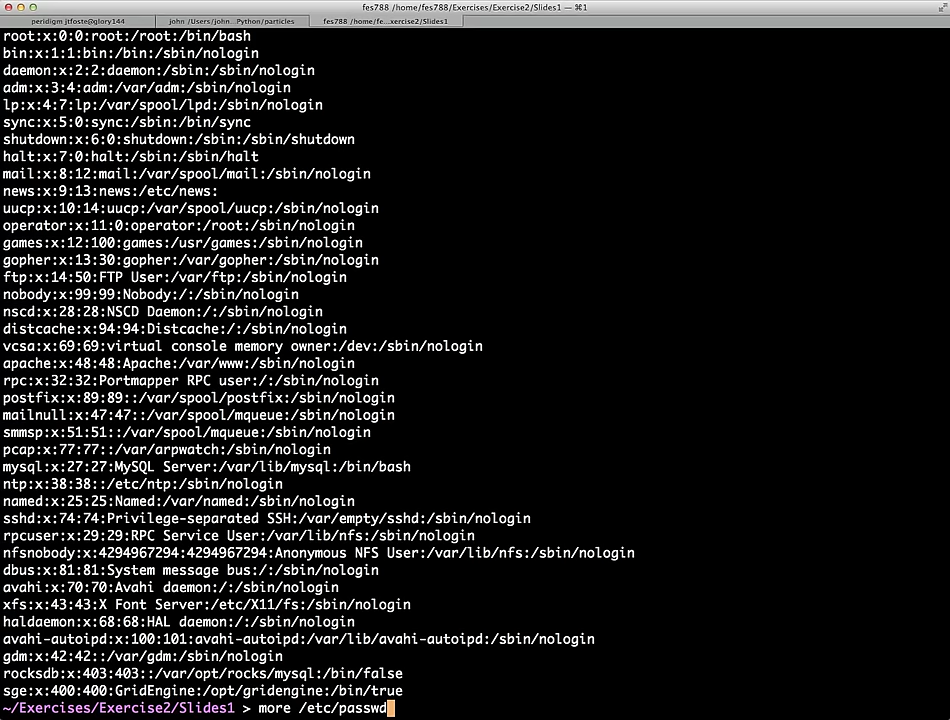 fes788 /home/fes788/Exercises/Exercise2/Slides1 — ⌘1
peridigm jtfoste@glory144
john /Users/john...Python/particles
fes788 /home/fe...xercise2/Slides1
root:x:0:0:root:/root:/bin/bash
bin:x:1:1:bin:/bin:/sbin/nologin
daemon:x:2:2:daemon:/sbin:/sbin/nologin
adm:x:3:4:adm:/var/adm:/sbin/nologin
lp:x:4:7:lp:/var/spool/lpd:/sbin/nologin
sync:x:5:0:sync:/sbin:/bin/sync
shutdown:x:6:0:shutdown:/sbin:/sbin/shutdown
halt:x:7:0:halt:/sbin:/sbin/halt
mail:x:8:12:mail:/var/spool/mail:/sbin/nologin
news:x:9:13:news:/etc/news:
uucp:x:10:14:uucp:/var/spool/uucp:/sbin/nologin
operator:x:11:0:operator:/root:/sbin/nologin
games:x:12:100:games:/usr/games:/sbin/nologin
gopher:x:13:30:gopher:/var/gopher:/sbin/nologin
ftp:x:14:50:FTP User:/var/ftp:/sbin/nologin
nobody:x:99:99:Nobody:/:/sbin/nologin
nscd:x:28:28:NSCD Daemon:/:/sbin/nologin
distcache:x:94:94:Distcache:/:/sbin/nologin
vcsa:x:69:69:virtual console memory owner:/dev:/sbin/nologin
apache:x:48:48:Apache:/var/www:/sbin/nologin
rpc:x:32:32:Portmapper RPC user:/:/sbin/nologin
postfix:x:89:89::/var/spool/postfix:/sbin/nologin
mailnull:x:47:47::/var/spool/mqueue:/sbin/nologin
smmsp:x:51:51::/var/spool/mqueue:/sbin/nologin
pcap:x:77:77::/var/arpwatch:/sbin/nologin
mysql:x:27:27:MySQL Server:/var/lib/mysql:/bin/bash
ntp:x:38:38::/etc/ntp:/sbin/nologin
named:x:25:25:Named:/var/named:/sbin/nologin
sshd:x:74:74:Privilege-separated SSH:/var/empty/sshd:/sbin/nologin
rpcuser:x:29:29:RPC Service User:/var/lib/nfs:/sbin/nologin
nfsnobody:x:4294967294:4294967294:Anonymous NFS User:/var/lib/nfs:/sbin/nologin
dbus:x:81:81:System message bus:/:/sbin/nologin
avahi:x:70:70:Avahi daemon:/:/sbin/nologin
xfs:x:43:43:X Font Server:/etc/X11/fs:/sbin/nologin
haldaemon:x:68:68:HAL daemon:/:/sbin/nologin
avahi-autoipd:x:100:101:avahi-autoipd:/var/lib/avahi-autoipd:/sbin/nologin
gdm:x:42:42::/var/gdm:/sbin/nologin
rocksdb:x:403:403::/var/opt/rocks/mysql:/bin/false
sge:x:400:400:GridEngine:/opt/gridengine:/bin/true
~/Exercises/Exercise2/Slides1 > more /etc/passwd